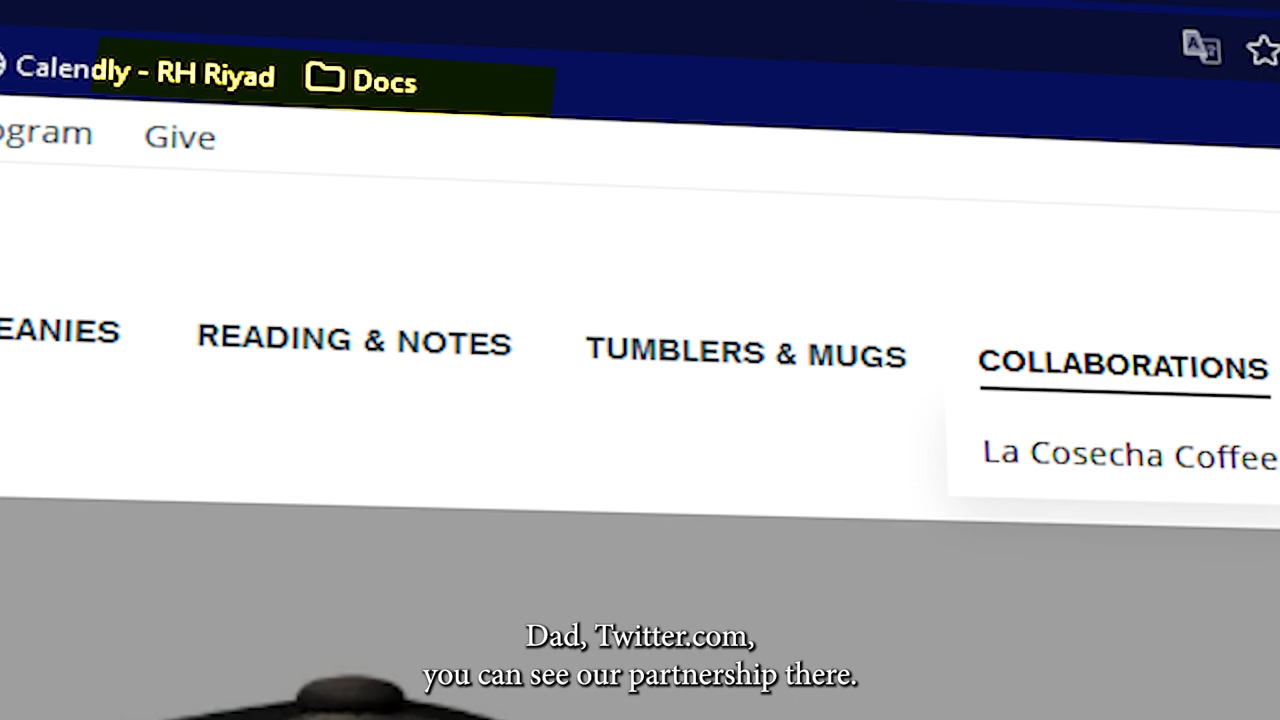 Calendly - RH Riyad Docs
ogram Give
EANIES READING & NOTES TUMBLERS & MUGS COLLABORATIONS
La Cosecha Coffee
Dad, Twitter.com,
you can see our partnership there.